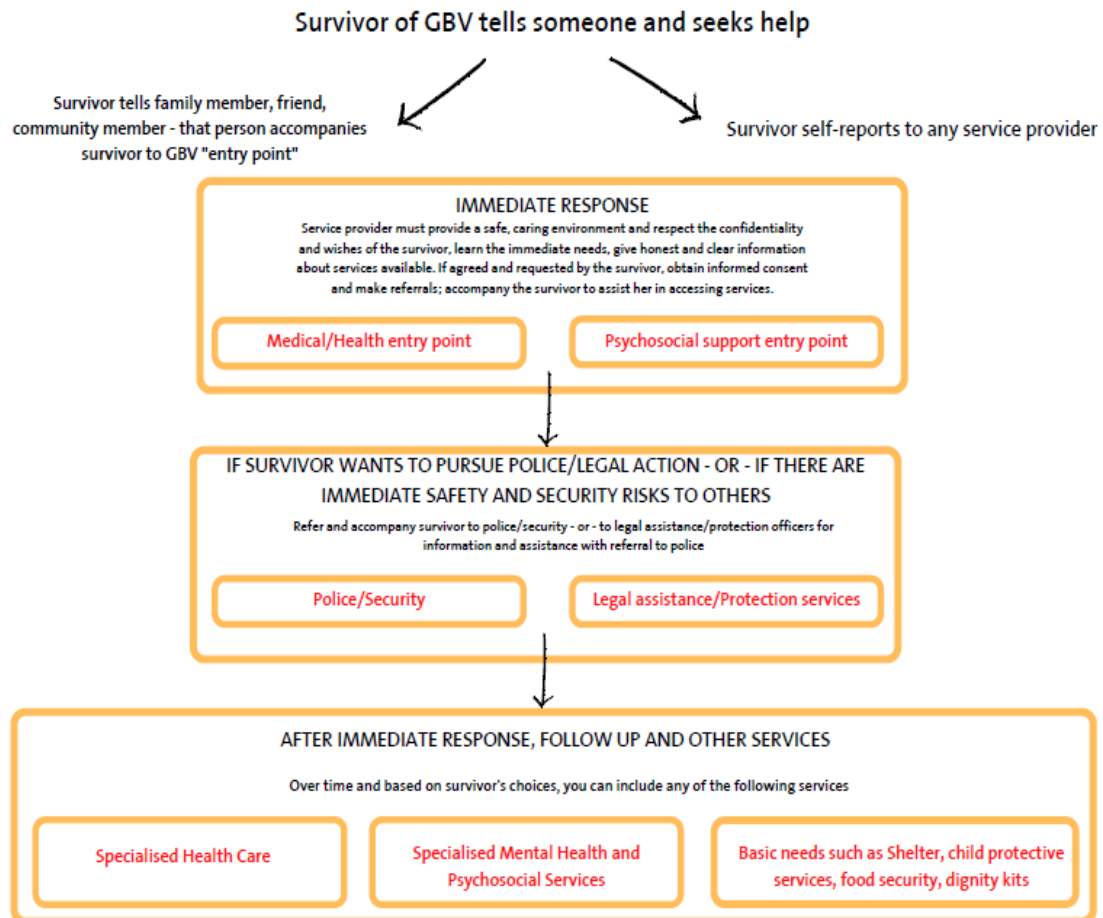 Survivor of GBV tells someone and seeks help
Survivor tells family member, friend,
community member - that person accompanies
survivor to GBV "entry point"
Survivor self-reports to any service provider
IMMEDIATE RESPONSE
Service provider must provide a safe, caring environment and respect the confidentiality
and wishes of the survivor, learn the immediate needs, give honest and clear information
about services available. If agreed and requested by the survivor, obtain informed consent
and make referrals; accompany the survivor to assist her in accessing services.
Medical/Health entry point
Psychosocial support entry point
IF SURVIVOR WANTS TO PURSUE POLICE/LEGAL ACTION - OR - IF THERE ARE
IMMEDIATE SAFETY AND SECURITY RISKS TO OTHERS
Refer and accompany survivor to police/security - or - to legal assistance/protection officers for
information and assistance with referral to police
Police/Security
Legal assistance/Protection services
AFTER IMMEDIATE RESPONSE, FOLLOW UP AND OTHER SERVICES
Over time and based on survivor's choices, you can include any of the following services
Specialised Health Care
Specialised Mental Health and
Psychosocial Services
Basic needs such as Shelter, child protective
services, food security, dignity kits